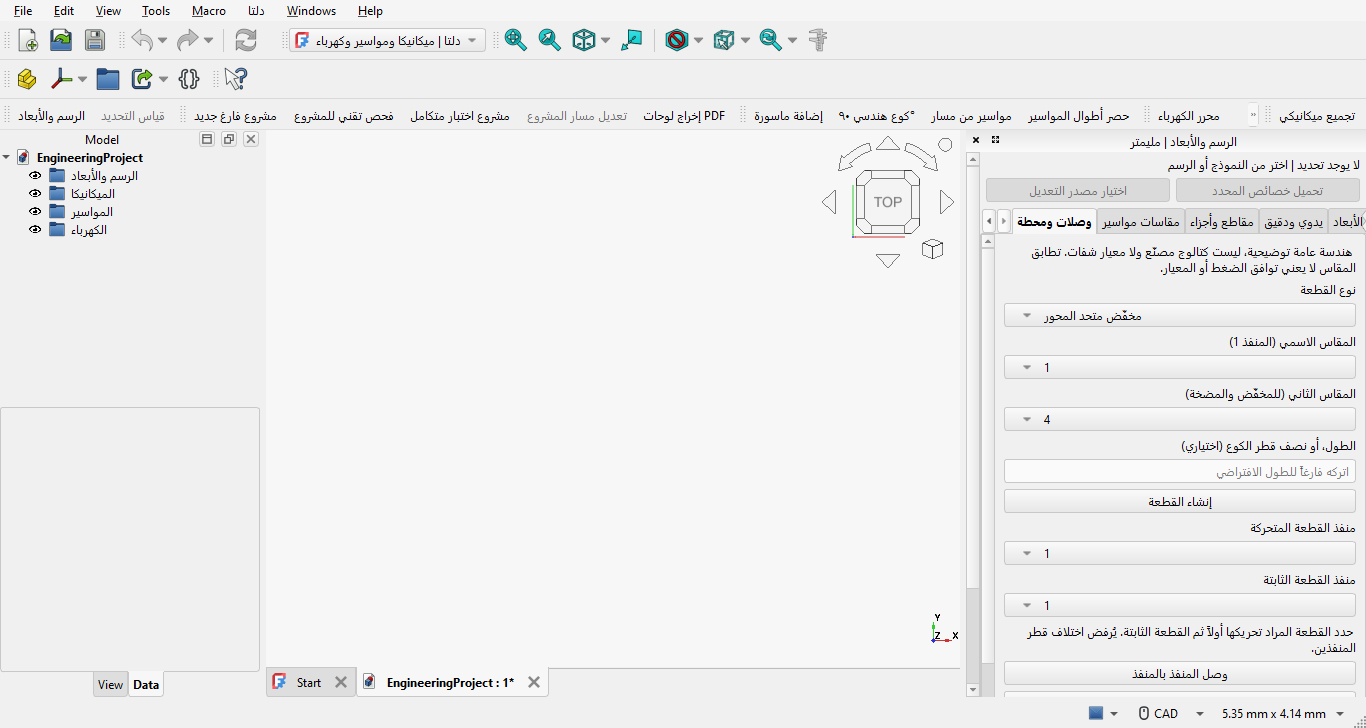 File Edit View Tools Macro دلتا Windows Help
دلتا | ميكانيكا ومواسير وكهرباء
الرسم والأبعاد قياس التحديد مشروع فارغ جديد فحص تقني للمشروع مشروع اختبار متكامل تعديل مسار المشروع PDF إخراج لوحات إضافة ماسورة كوع هندسي ٩٠° مواسير من مسار حصر أطوال المواسير محرر الكهرباء » تجميع ميكانيكي
Model
EngineeringProject
الرسم والأبعاد
الميكانيكا
المواسير
الكهرباء
View Data
TOP
Y
Z X
Start EngineeringProject : 1*
الرسم والأبعاد | مليمتر
لا يوجد تحديد | اختر من النموذج أو الرسم
تحميل خصائص المحدد اختيار مصدر التعديل
الأبعاد يدوي ودقيق مقاطع وأجزاء مقاسات مواسير وصلات ومحطة
هندسة عامة توضيحية، ليست كتالوج مصنّع ولا معيار شفات. تطابق
المقاس لا يعني توافق الضغط أو المعيار.
نوع القطعة
مخفّض متحد المحور
المقاس الاسمي (المنفذ 1)
1
المقاس الثاني (للمخفّض والمضخة)
4
الطول، أو نصف قطر الكوع (اختياري)
اتركه فارغاً للطول الافتراضي
إنشاء القطعة
منفذ القطعة المتحركة
1
منفذ القطعة الثابتة
1
حدد القطعة المراد تحريكها أولاً ثم القطعة الثابتة. يُرفض اختلاف قطر
المنفذين.
وصل المنفذ بالمنفذ
CAD 5.35 mm x 4.14 mm